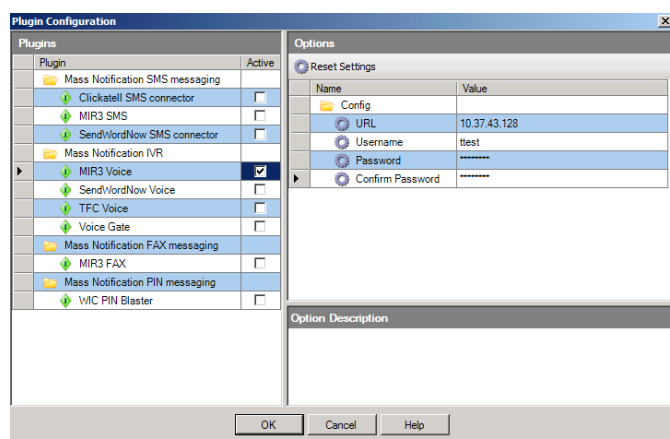 Plugin Configuration
Plugins
Plugin Active
Mass Notification SMS messaging
Clickatell SMS connector
MIR3 SMS
SendWordNow SMS connector
Mass Notification IVR
MIR3 Voice
SendWordNow Voice
TFC Voice
Voice Gate
Mass Notification FAX messaging
MIR3 FAX
Mass Notification PIN messaging
WIC PIN Blaster
Options
Reset Settings
Name Value
Config
URL 10.37.43.128
Username ttest
Password ********
Confirm Password ********
Option Description
OK Cancel Help